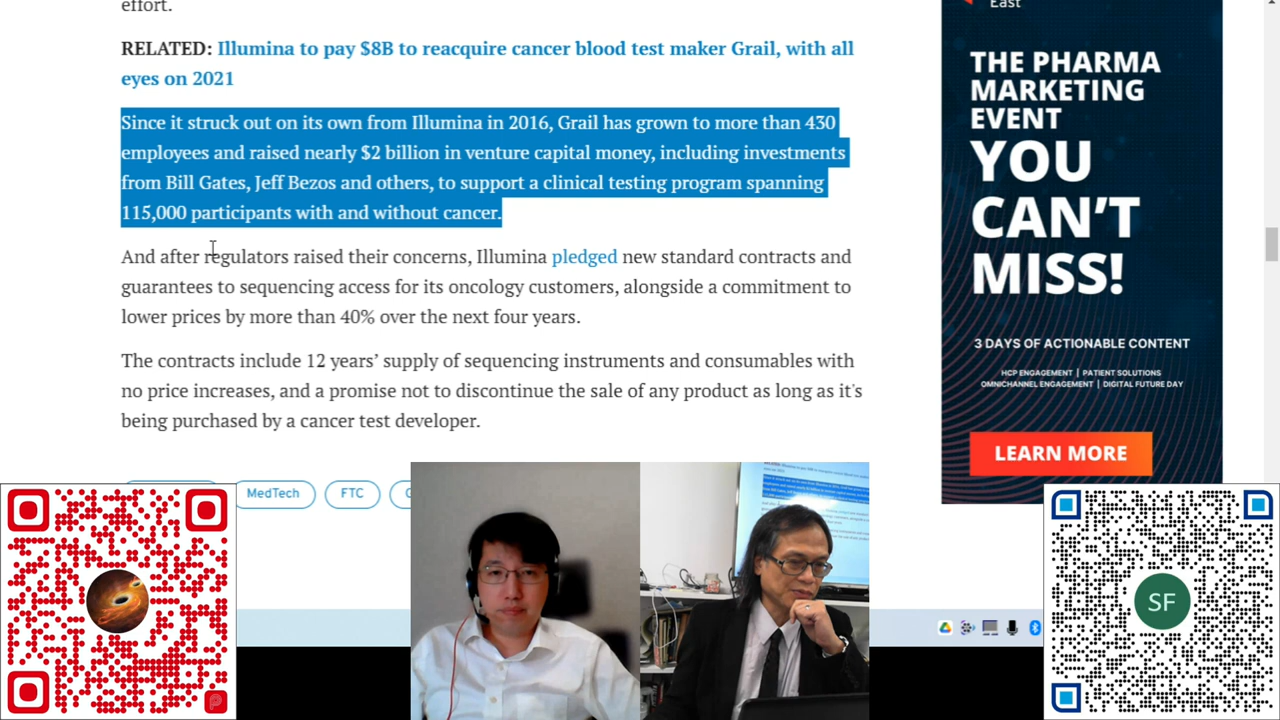 effort.
RELATED: Illumina to pay $8B to reacquire cancer blood test maker Grail, with all
eyes on 2021
Since it struck out on its own from Illumina in 2016, Grail has grown to more than 430
employees and raised nearly $2 billion in venture capital money, including investments
from Bill Gates, Jeff Bezos and others, to support a clinical testing program spanning
115,000 participants with and without cancer.
And after regulators raised their concerns, Illumina pledged new standard contracts and
guarantees to sequencing access for its oncology customers, alongside a commitment to
lower prices by more than 40% over the next four years.
The contracts include 12 years’ supply of sequencing instruments and consumables with
no price increases, and a promise not to discontinue the sale of any product as long as it's
being purchased by a cancer test developer.
MedTech
FTC
East
THE PHARMA
MARKETING
EVENT
YOU
CAN’T
MISS!
3 DAYS OF ACTIONABLE CONTENT
HCP ENGAGEMENT | PATIENT SOLUTIONS
OMNICHANNEL ENGAGEMENT | DIGITAL FUTURE DAY
LEARN MORE
SF